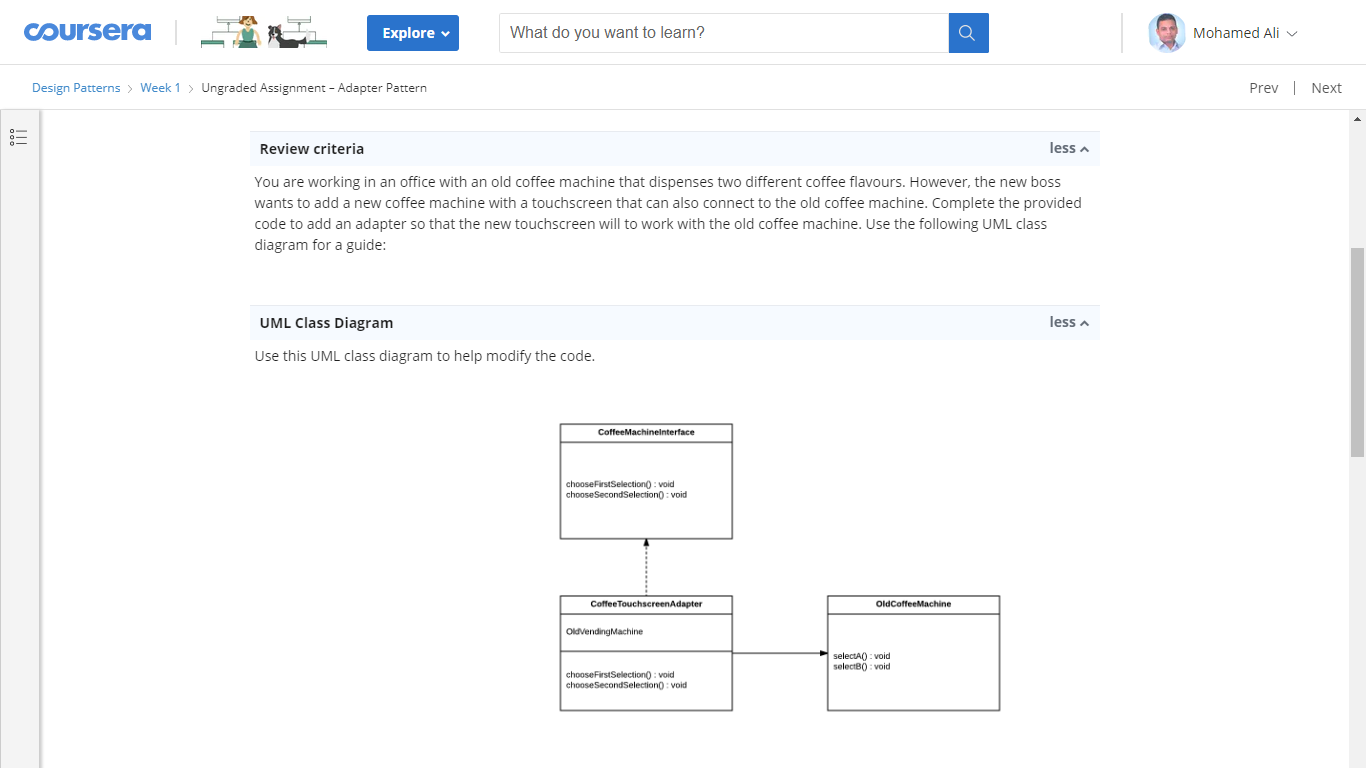 coursera
Explore
What do you want to learn?
Mohamed Ali
Design Patterns > Week 1 > Ungraded Assignment – Adapter Pattern
Prev | Next
Review criteria
less
You are working in an office with an old coffee machine that dispenses two different coffee flavours. However, the new boss
wants to add a new coffee machine with a touchscreen that can also connect to the old coffee machine. Complete the provided
code to add an adapter so that the new touchscreen will to work with the old coffee machine. Use the following UML class
diagram for a guide:
UML Class Diagram
less
Use this UML class diagram to help modify the code.
CoffeeMachineInterface
chooseFirstSelection() : void
chooseSecondSelection() : void
CoffeeTouchscreenAdapter
OldVendingMachine
chooseFirstSelection() : void
chooseSecondSelection() : void
OldCoffeeMachine
selectA() : void
selectB() : void